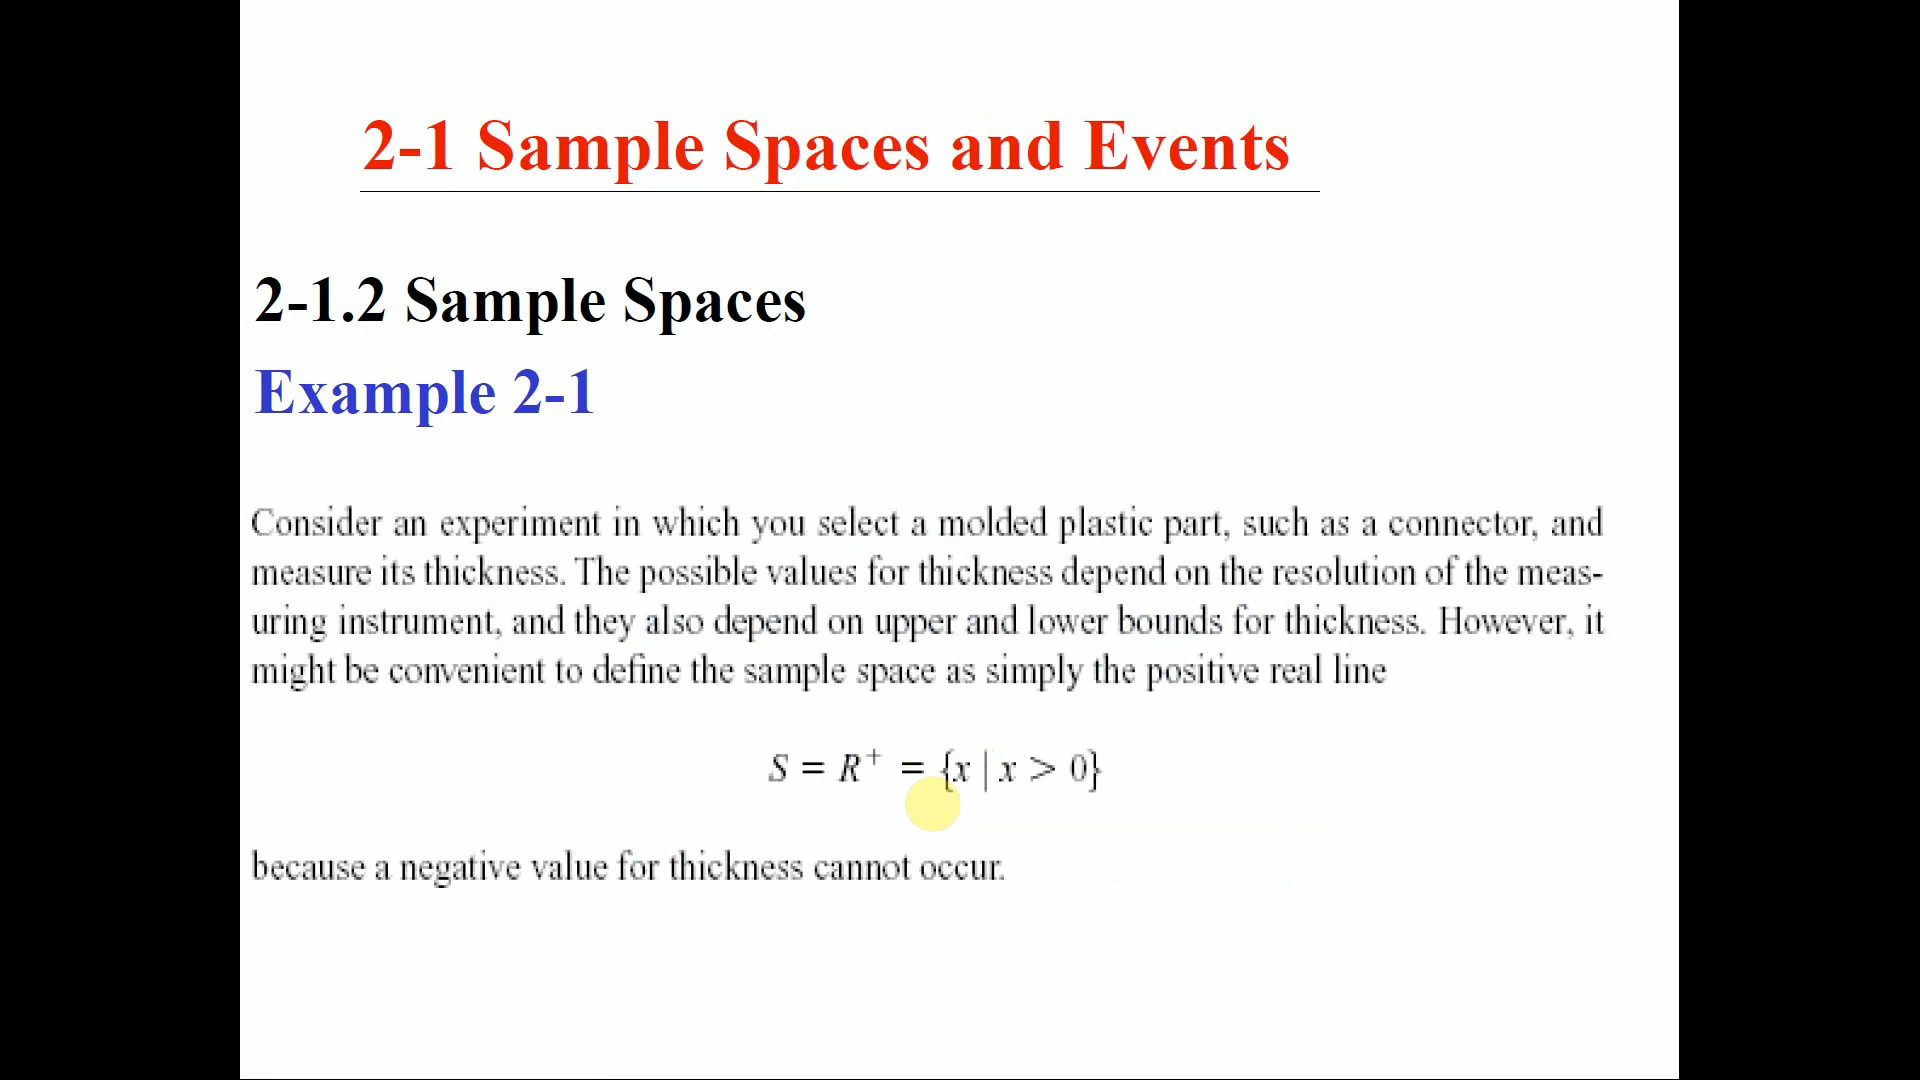 2-1 Sample Spaces and Events
2-1.2 Sample Spaces
Example 2-1
Consider an experiment in which you select a molded plastic part, such as a connector, and
measure its thickness. The possible values for thickness depend on the resolution of the meas-
uring instrument, and they also depend on upper and lower bounds for thickness. However, it
might be convenient to define the sample space as simply the positive real line
S = R⁺ = {x | x > 0}
because a negative value for thickness cannot occur.